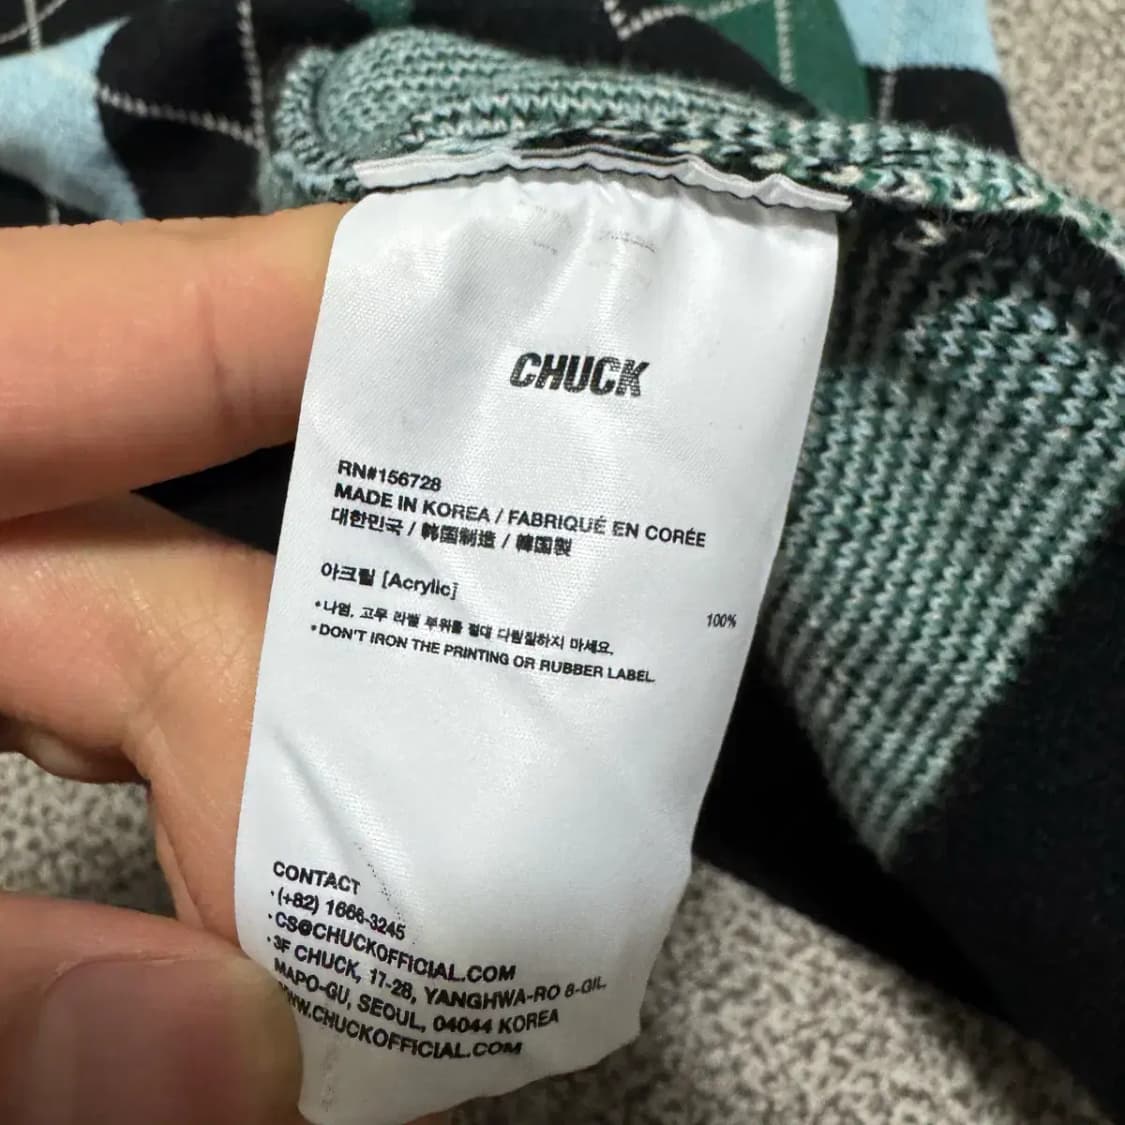 CHUCK
RN#156728
MADE IN KOREA / FABRIQUÉ EN CORÉE
대한민국 / 韩国制造 / 韓国製
아크릴 [Acrylic] 100%
•나염, 고무 라벨 부위를 절대 다림질하지 마세요.
•DON'T IRON THE PRINTING OR RUBBER LABEL.
CONTACT
·(+82) 1666-3245
·CS@CHUCKOFFICIAL.COM
·3F CHUCK, 17-28, YANGHWA-RO 8-GIL,
MAPO-GU, SEOUL, 04044 KOREA
WWW.CHUCKOFFICIAL.COM